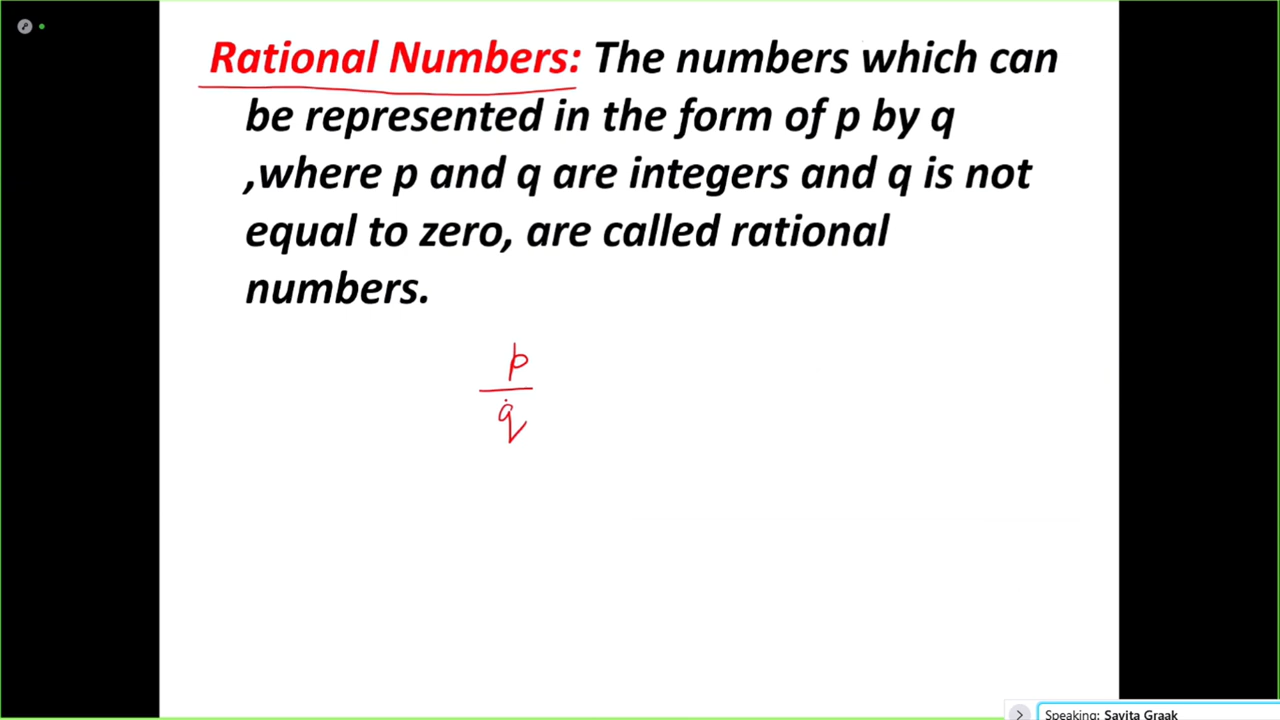 Rational Numbers: The numbers which can
be represented in the form of p by q
,where p and q are integers and q is not
equal to zero, are called rational
numbers.
p
q
Speaking: Savita Graak